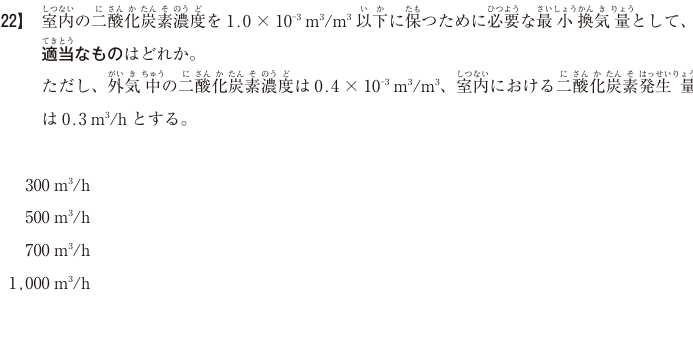 22】 室内の二酸化炭素濃度を 1.0 × 10⁻³ m³/m³ 以下に保つために必要な最小換気量として、
適当なものはどれか。
ただし、外気中の二酸化炭素濃度は 0.4 × 10⁻³ m³/m³、室内における二酸化炭素発生量
は 0.3 m³/h とする。
300 m³/h
500 m³/h
700 m³/h
1,000 m³/h